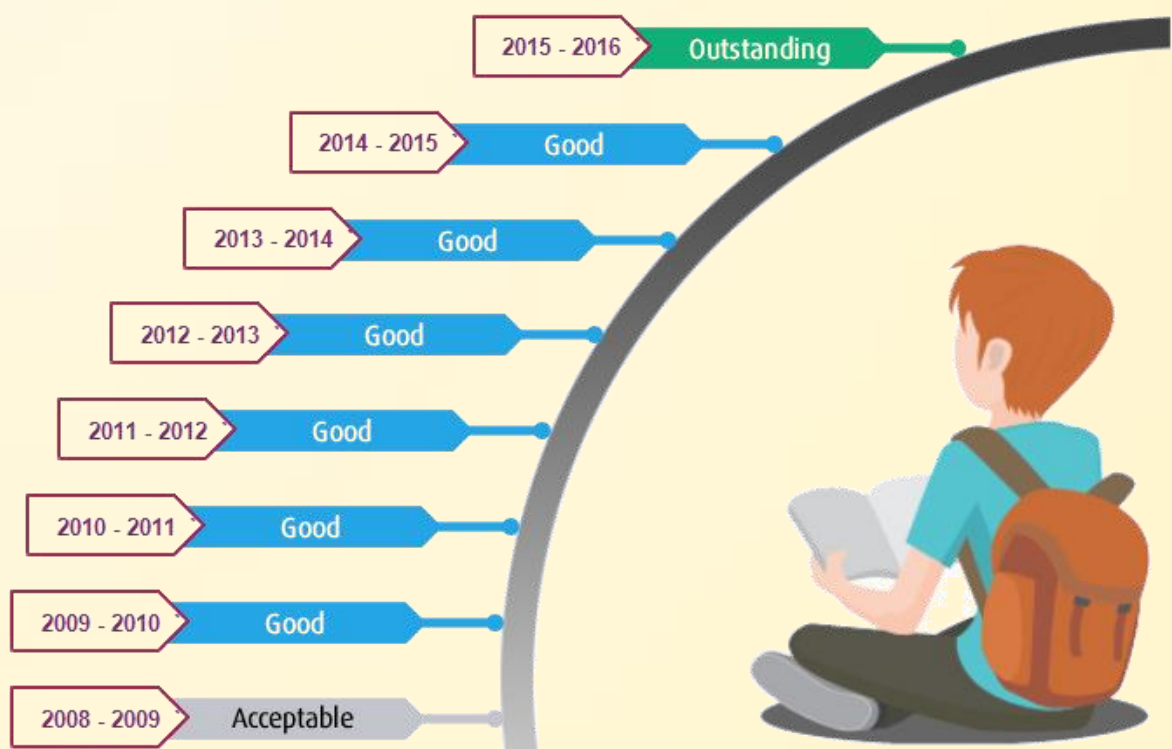 2015 - 2016 Outstanding
2014 - 2015 Good
2013 - 2014 Good
2012 - 2013 Good
2011 - 2012 Good
2010 - 2011 Good
2009 - 2010 Good
2008 - 2009 Acceptable